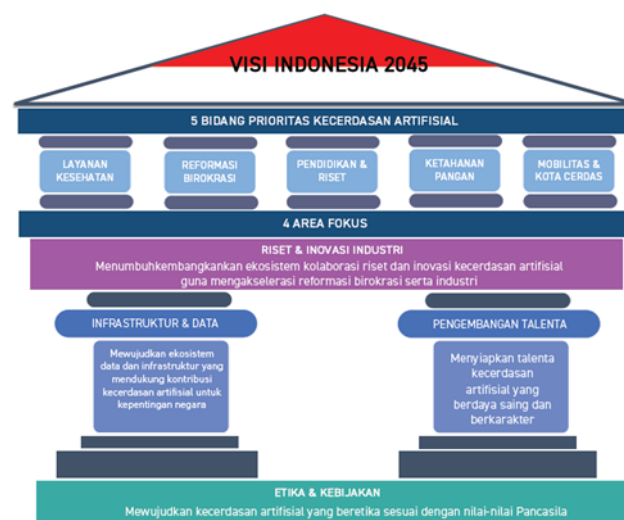 VISI INDONESIA 2045
5 BIDANG PRIORITAS KECERDASAN ARTIFISIAL
LAYANAN
KESEHATAN
REFORMASI
BIROKRASI
PENDIDIKAN &
RISET
KETAHANAN
PANGAN
MOBILITAS &
KOTA CERDAS
4 AREA FOKUS
RISET & INOVASI INDUSTRI
Menumbuhkembangkankan ekosistem kolaborasi riset dan inovasi kecerdasan artifisial
guna mengakselerasi reformasi birokrasi serta industri
INFRASTRUKTUR & DATA
Mewujudkan ekosistem
data dan infrastruktur yang
mendukung kontribusi
kecerdasan artifisial untuk
kepentingan negara
PENGEMBANGAN TALENTA
Menyiapkan talenta
kecerdasan
artifisial yang
berdaya saing dan
berkarakter
ETIKA & KEBIJAKAN
Mewujudkan kecerdasan artifisial yang beretika sesuai dengan nilai-nilai Pancasila